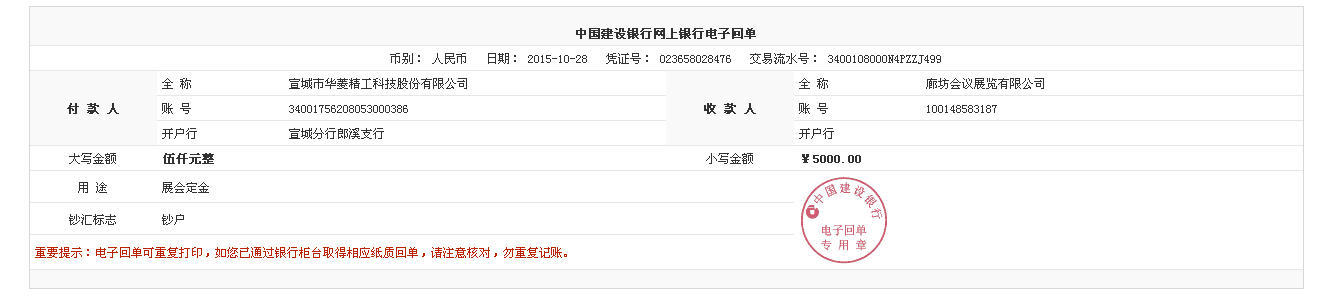 中国建设银行网上银行电子回单
币别： 人民币 日期： 2015-10-28 凭证号： 023658028476 交易流水号： 3400108000N4PZZJ499
付 款 人 全 称 宣城市华菱精工科技股份有限公司 收 款 人 全 称 廊坊会议展览有限公司
账 号 34001756208053000386 账 号 100148583187
开户行 宣城分行郎溪支行 开户行
大写金额 伍仟元整 小写金额 ￥5000.00
用 途 展会定金
钞汇标志 钞户
中国建设银行
电子回单
专 用 章
重要提示：电子回单可重复打印，如您已通过银行柜台取得相应纸质回单，请注意核对，勿重复记账。